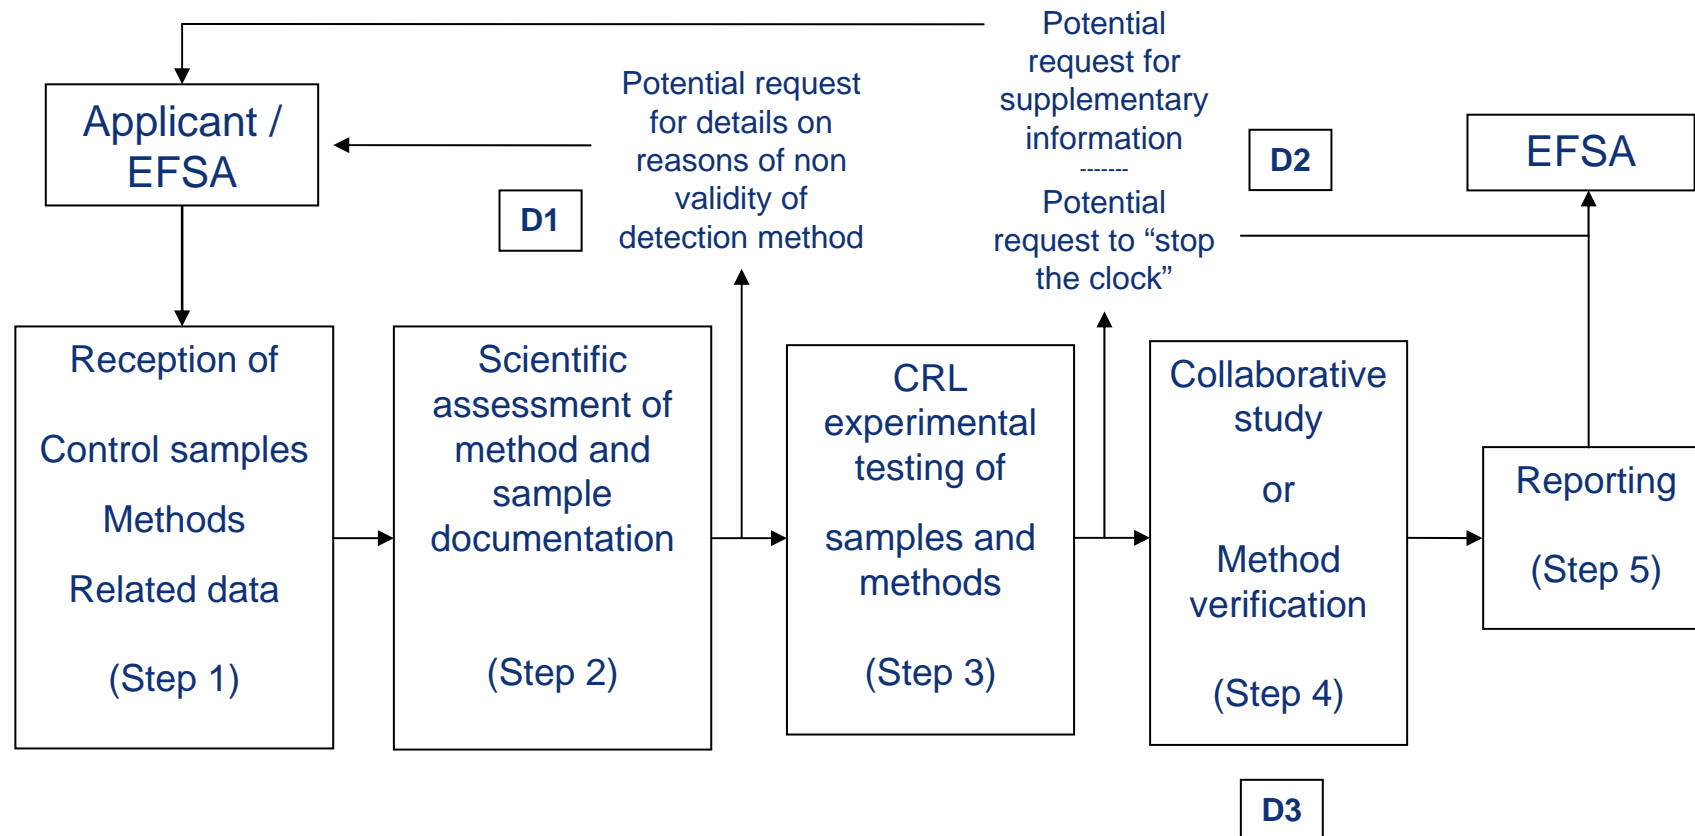 Potential
request for
supplementary
information
-------
Potential
request to “stop
the clock”
Potential request
for details on
reasons of non
validity of
detection method
Applicant /
EFSA
D1
D2
EFSA
Reception of
Control samples
Methods
Related data
(Step 1)
Scientific
assessment of
method and
sample
documentation
(Step 2)
CRL
experimental
testing of
samples and
methods
(Step 3)
Collaborative
study
or
Method
verification
(Step 4)
Reporting
(Step 5)
D3